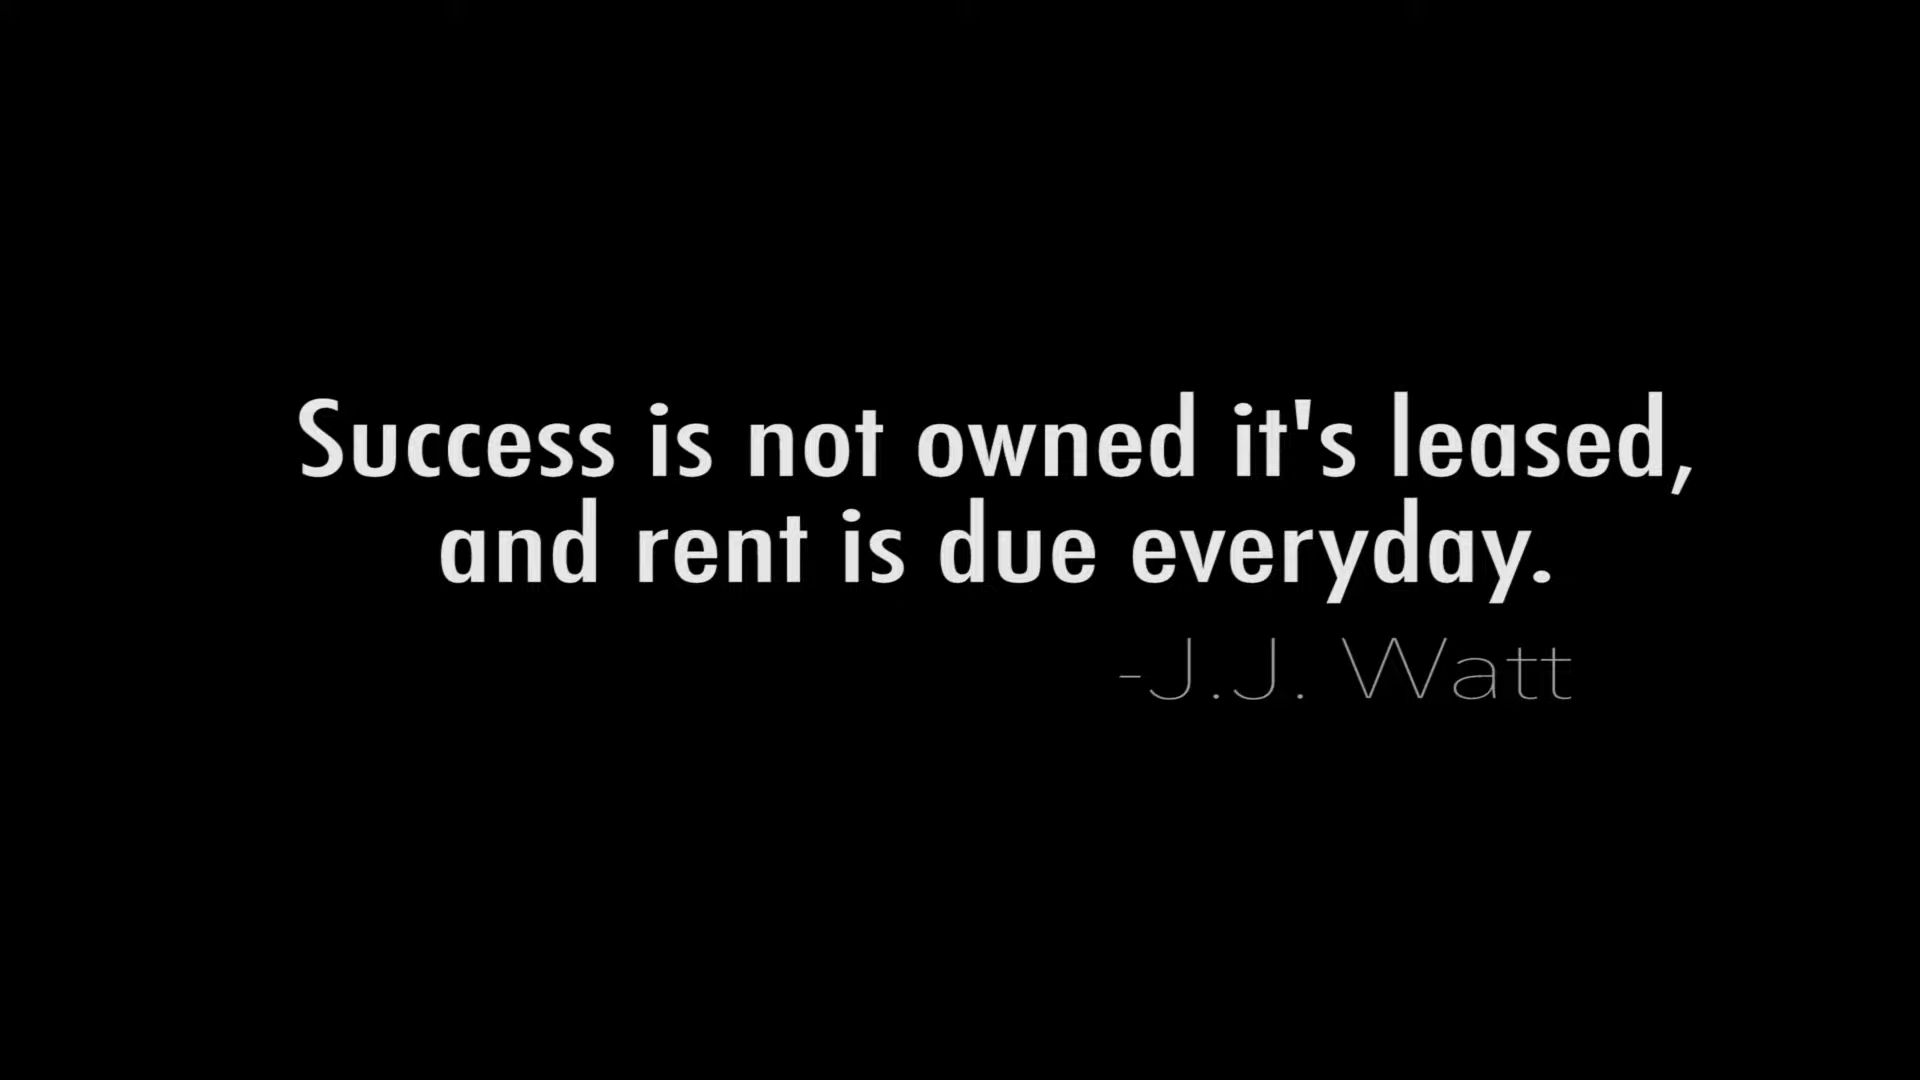 Success is not owned it's leased,
and rent is due everyday.
-J.J. Watt